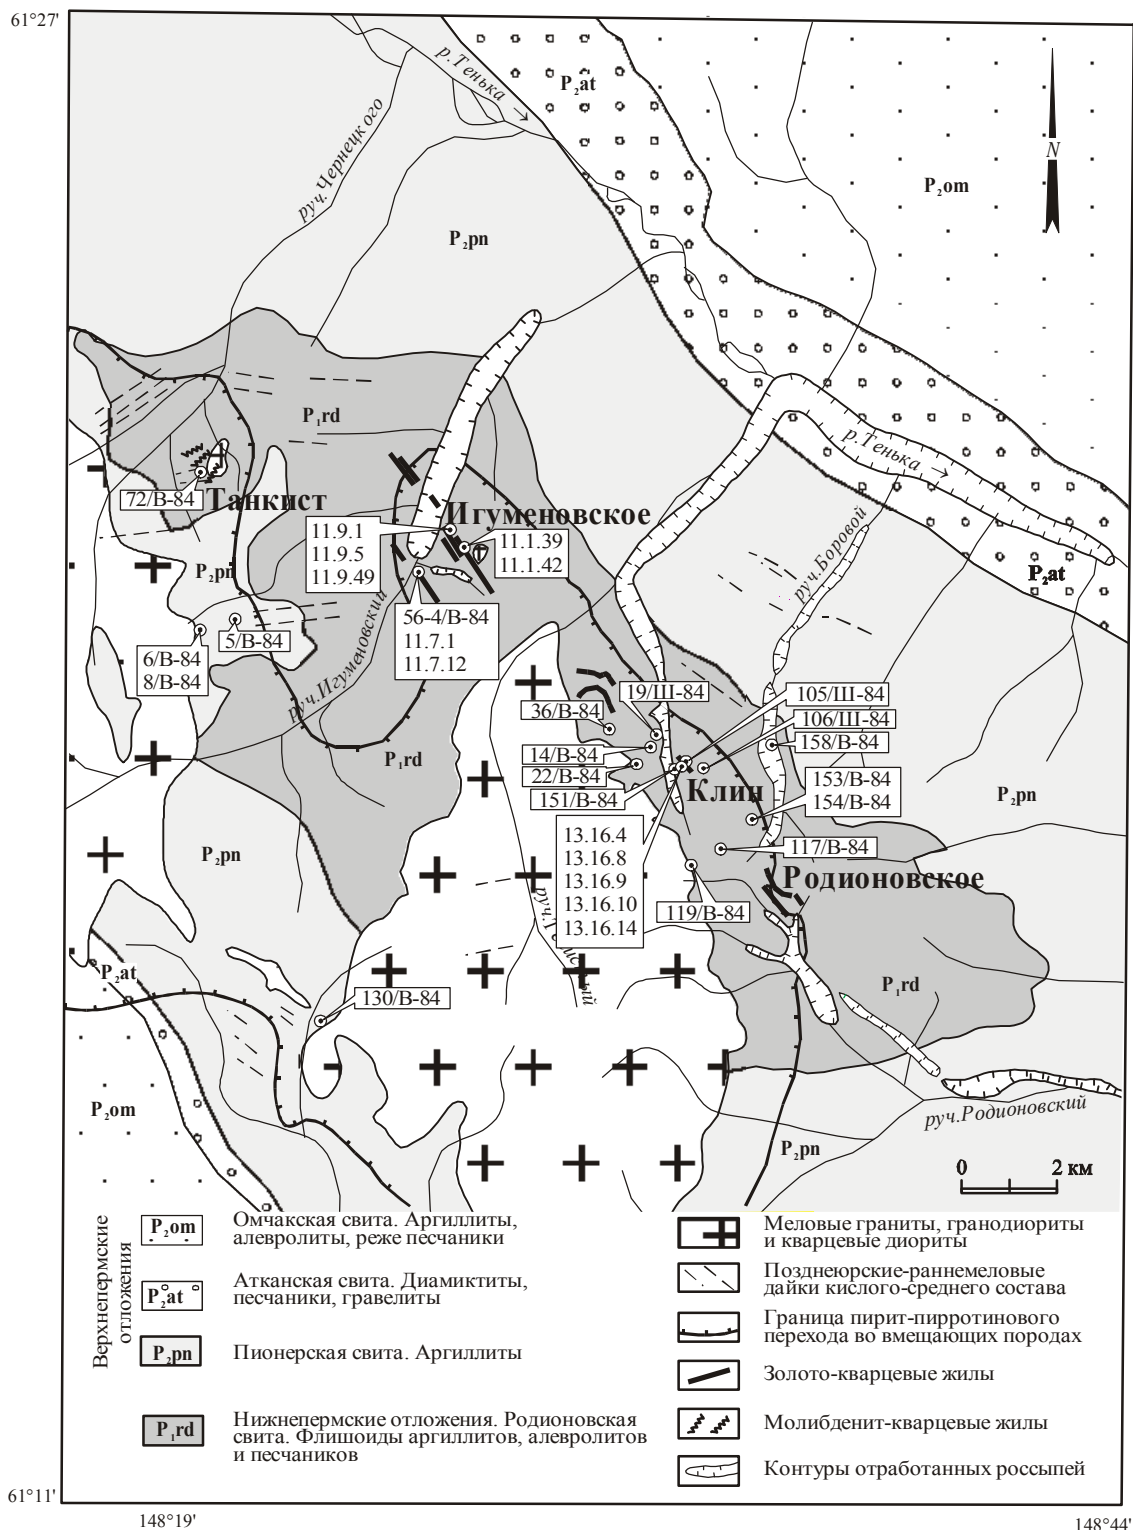 61°27'
р.Тенька →
P₂at
руч.Чернецкого
N
P₂om
P₂pn
P₁rd
р.Тенька →
72/В-84
Танкист
Игуменовское
11.9.1
11.9.5
11.9.49
11.1.39
11.1.42
руч.Боровой
P₂at
P₂pn
56-4/В-84
11.7.1
11.7.12
5/В-84
6/В-84
8/В-84
руч.Игуменовский
19/Ш-84
105/Ш-84
36/В-84
106/Ш-84
158/В-84
14/В-84
22/В-84
151/В-84
P₁rd
Клин
153/В-84
154/В-84
P₂pn
13.16.4
13.16.8
13.16.9
13.16.10
13.16.14
117/В-84
P₂pn
Родионовское
119/В-84
P₂at
130/В-84
P₁rd
P₂om
руч.Родионовский
P₂pn
0 2 км
Верхнепермские
отложения
P₂om
Омчакская свита. Аргиллиты,
алевролиты, реже песчаники
P₂at
Атканская свита. Диамиктиты,
песчаники, гравелиты
P₂pn
Пионерская свита. Аргиллиты
P₁rd
Нижнепермские отложения. Родионовская
свита. Флишоиды аргиллитов, алевролитов
и песчаников
Меловые граниты, гранодиориты
и кварцевые диориты
Позднеюрские-раннемеловые
дайки кислого-среднего состава
Граница пирит-пирротинового
перехода во вмещающих породах
Золото-кварцевые жилы
Молибденит-кварцевые жилы
Контуры отработанных россыпей
61°11'
148°19'
148°44'